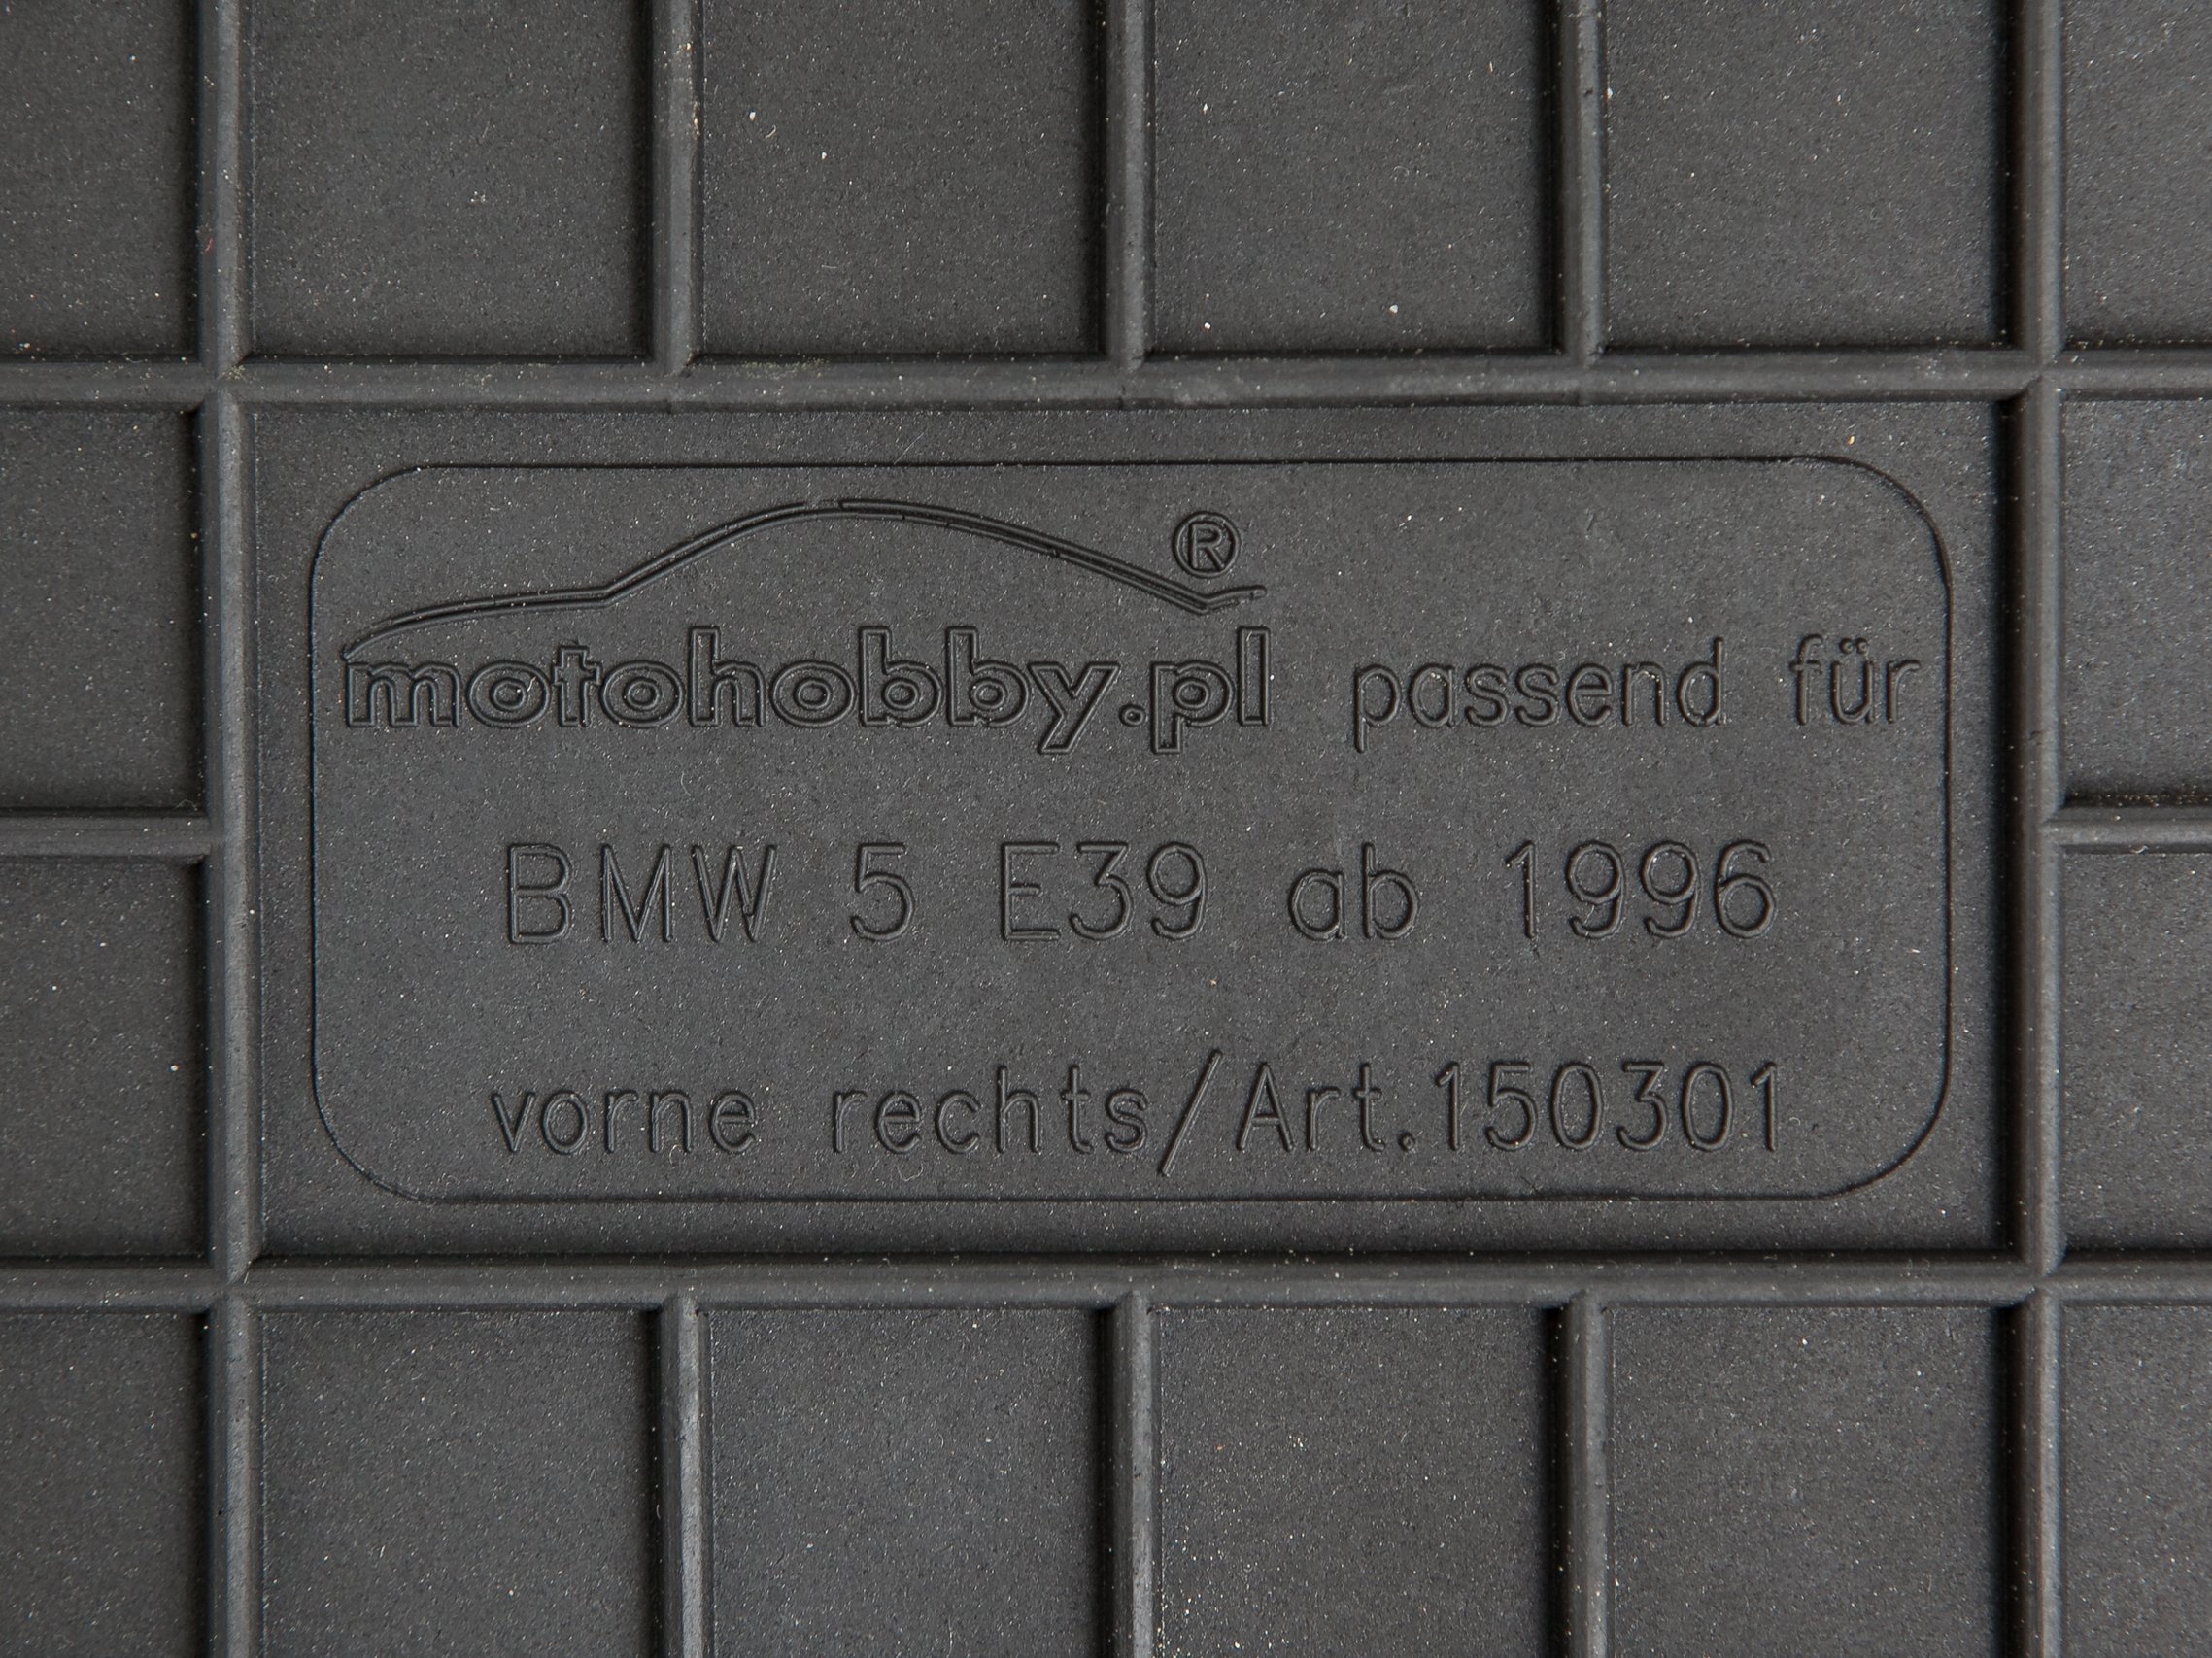 motohobby.pl ® passend für
BMW 5 E39 ab 1996
vorne rechts/Art.150301